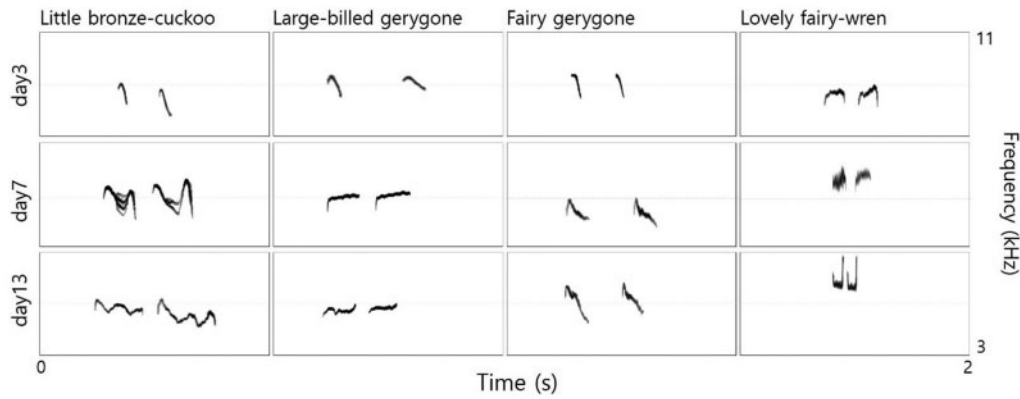 Little bronze-cuckoo
Large-billed gerygone
Fairy gerygone
Lovely fairy-wren
day3
day7
day13
11
Frequency (kHz)
3
0
Time (s)
2